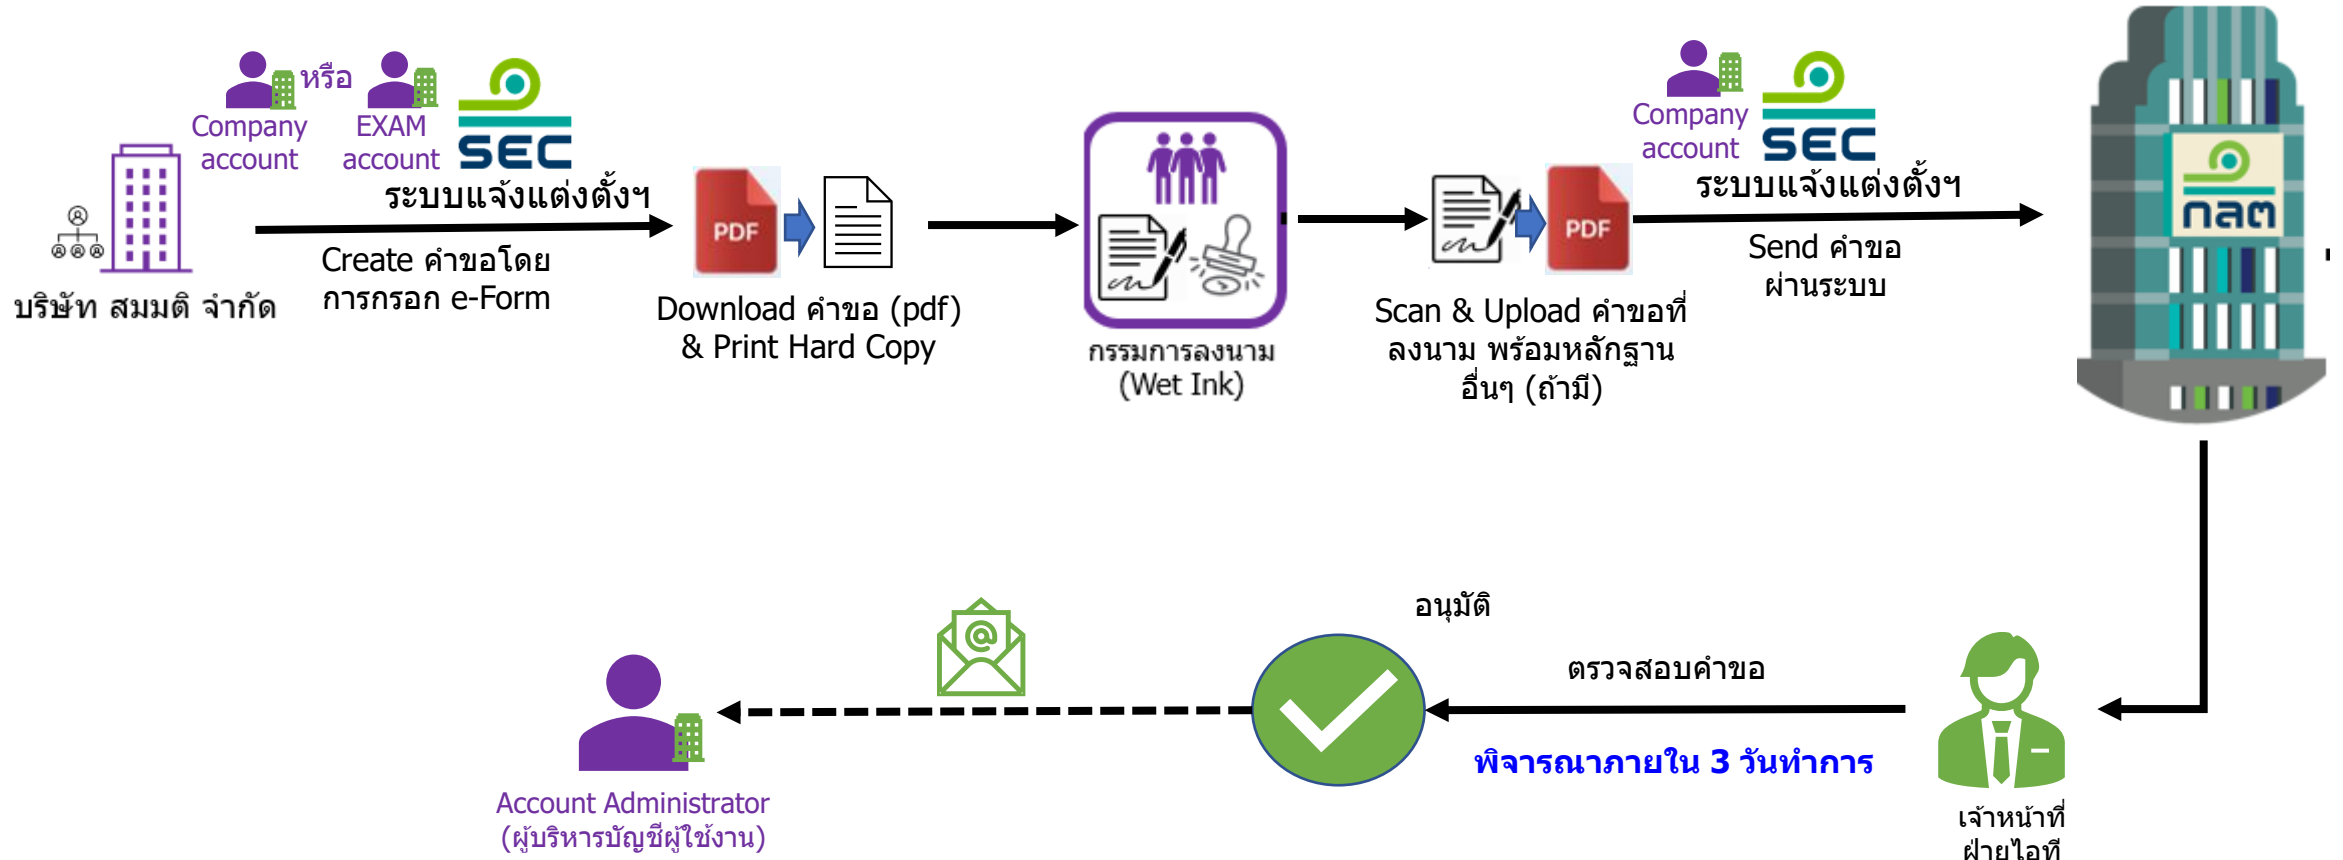 หรือ
Company
account
EXAM
account
SEC
ระบบแจ้งแต่งตั้งฯ
Create คำขอโดย
การกรอก e-Form
บริษัท สมมติ จำกัด
PDF
Download คำขอ (pdf)
& Print Hard Copy
กรรมการลงนาม
(Wet Ink)
PDF
Scan & Upload คำขอที่
ลงนาม พร้อมหลักฐาน
อื่นๆ (ถ้ามี)
Company
account
SEC
ระบบแจ้งแต่งตั้งฯ
Send คำขอ
ผ่านระบบ
กลต
อนุมัติ
ตรวจสอบคำขอ
พิจารณาภายใน 3 วันทำการ
เจ้าหน้าที่
ฝ่ายไอที
@
Account Administrator
(ผู้บริหารบัญชีผู้ใช้งาน)